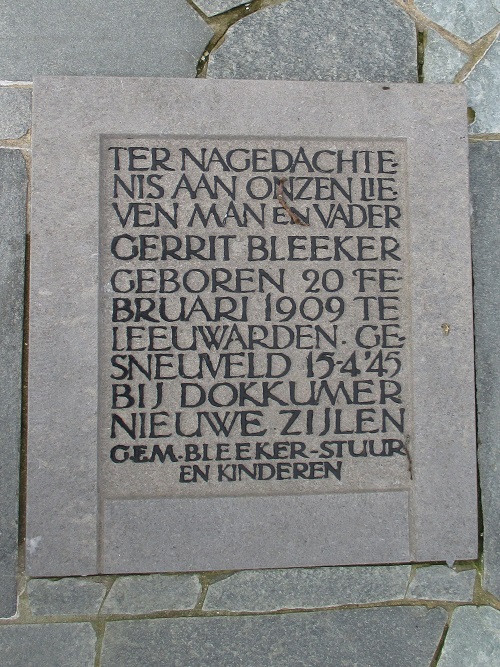 TER NAGEDACHTE-
NIS AAN ONZEN LIE-
VEN MAN EN VADER
GERRIT BLEEKER
GEBOREN 20 FE
BRUARI 1909 TE
LEEUWARDEN. GE-
SNEUVELD 15-4'45
BIJ DOKKUMER
NIEUWE ZIJLEN
G.E.M. BLEEKER-STUUR
EN KINDEREN